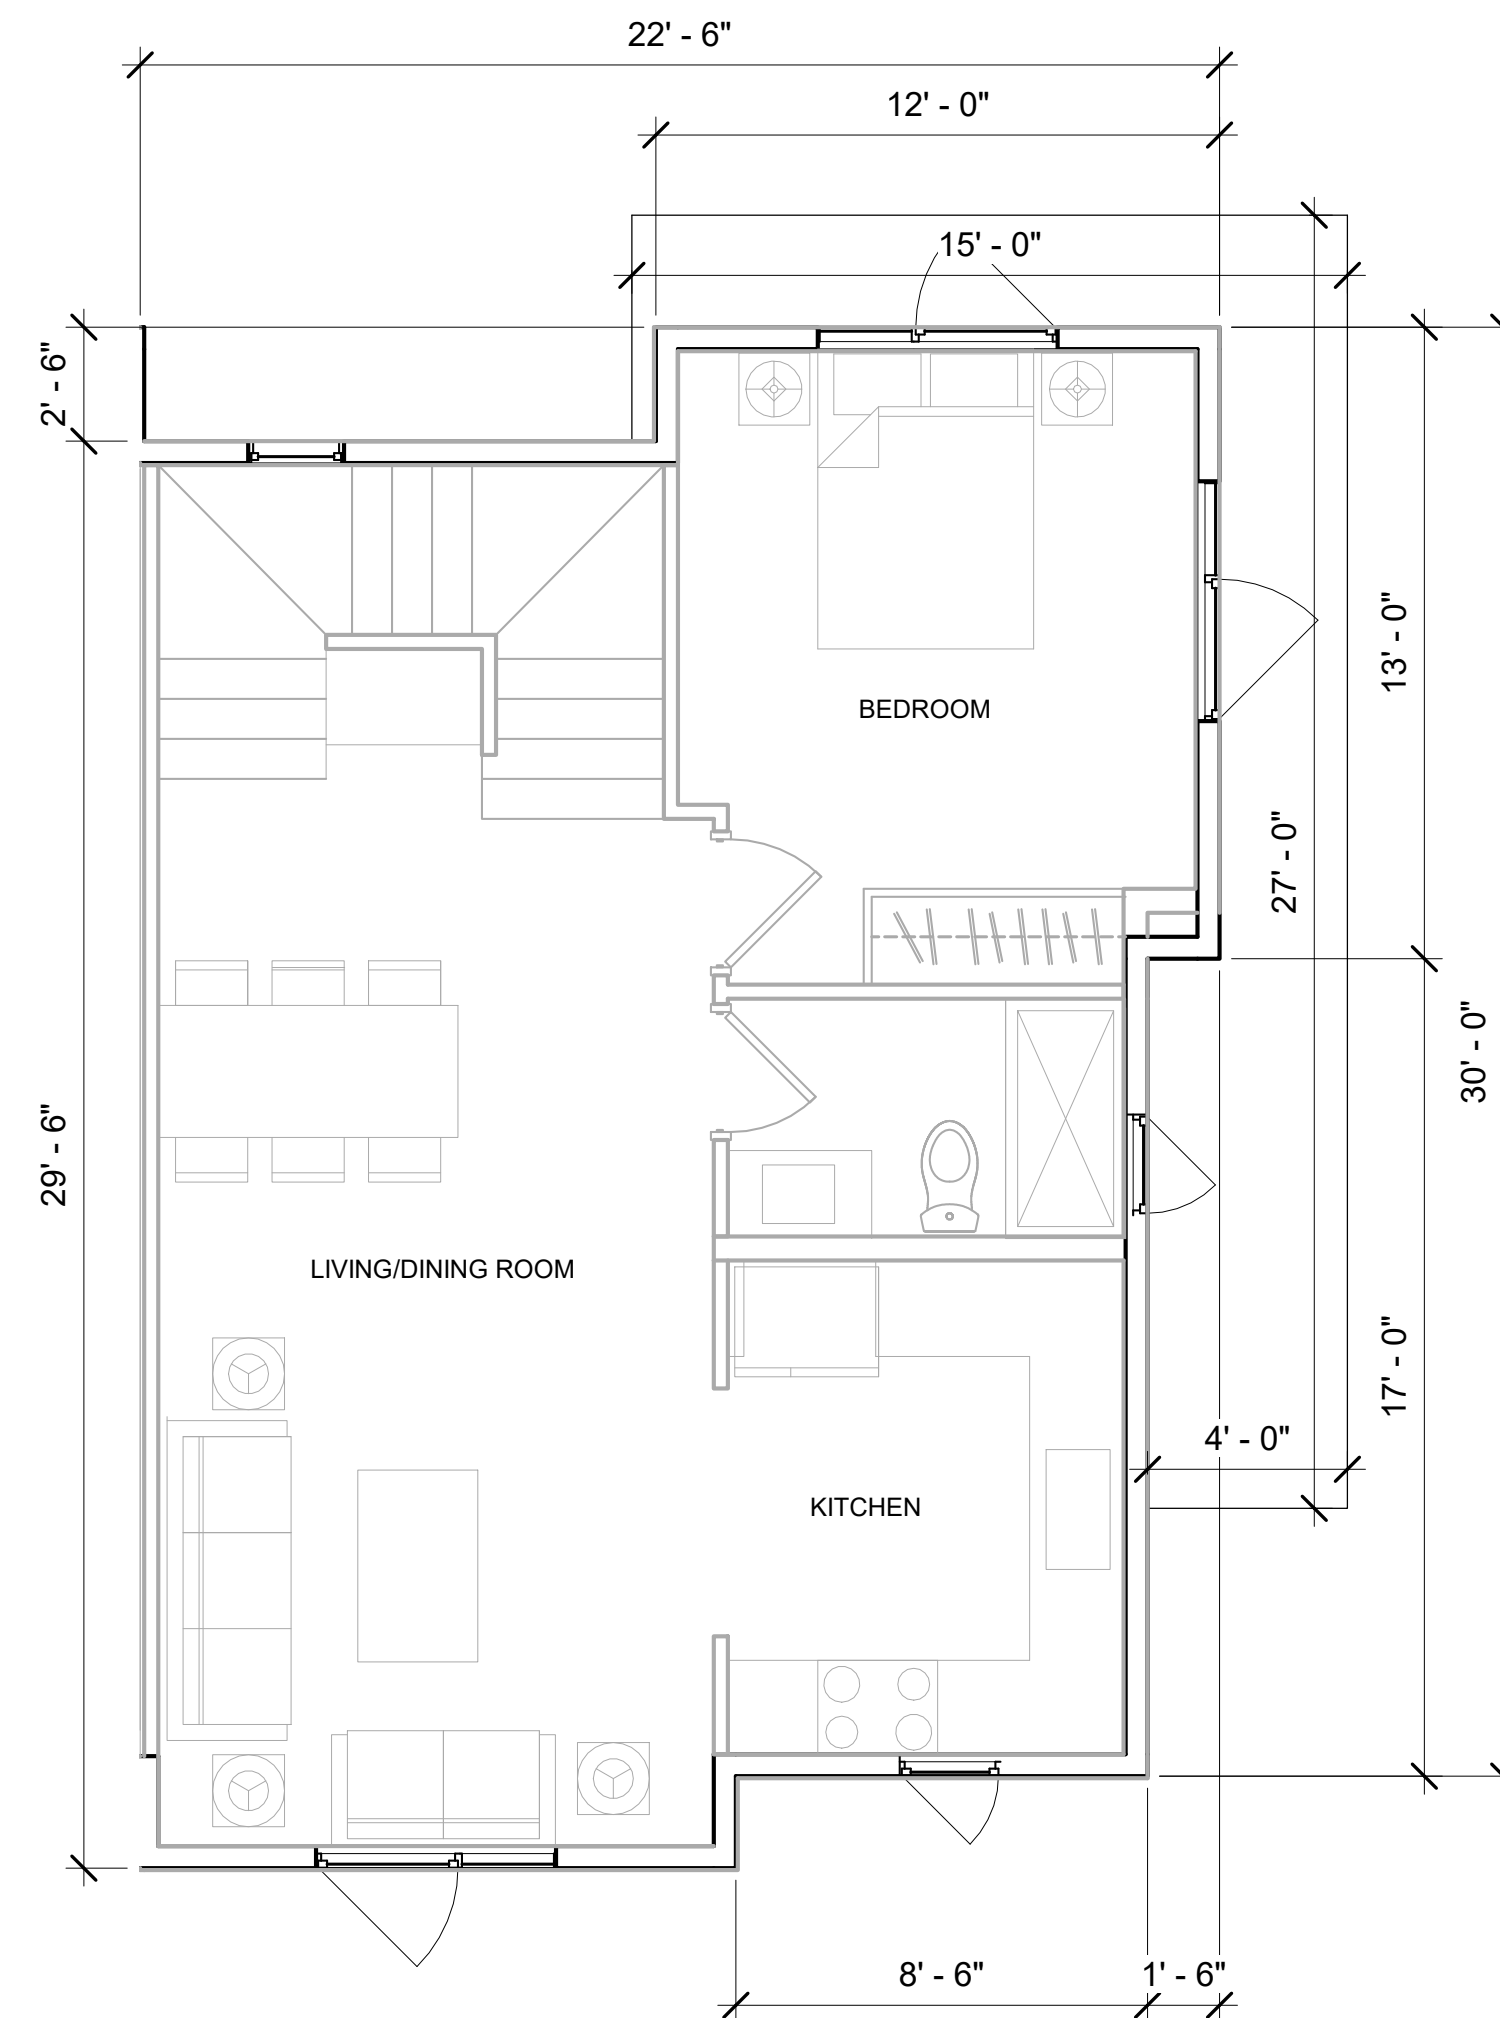 22' - 6"
12' - 0"
15' - 0"
2' - 6"
13' - 0"
BEDROOM
27' - 0"
30' - 0"
29' - 6"
LIVING/DINING ROOM
17' - 0"
4' - 0"
KITCHEN
8' - 6"
1' - 6"